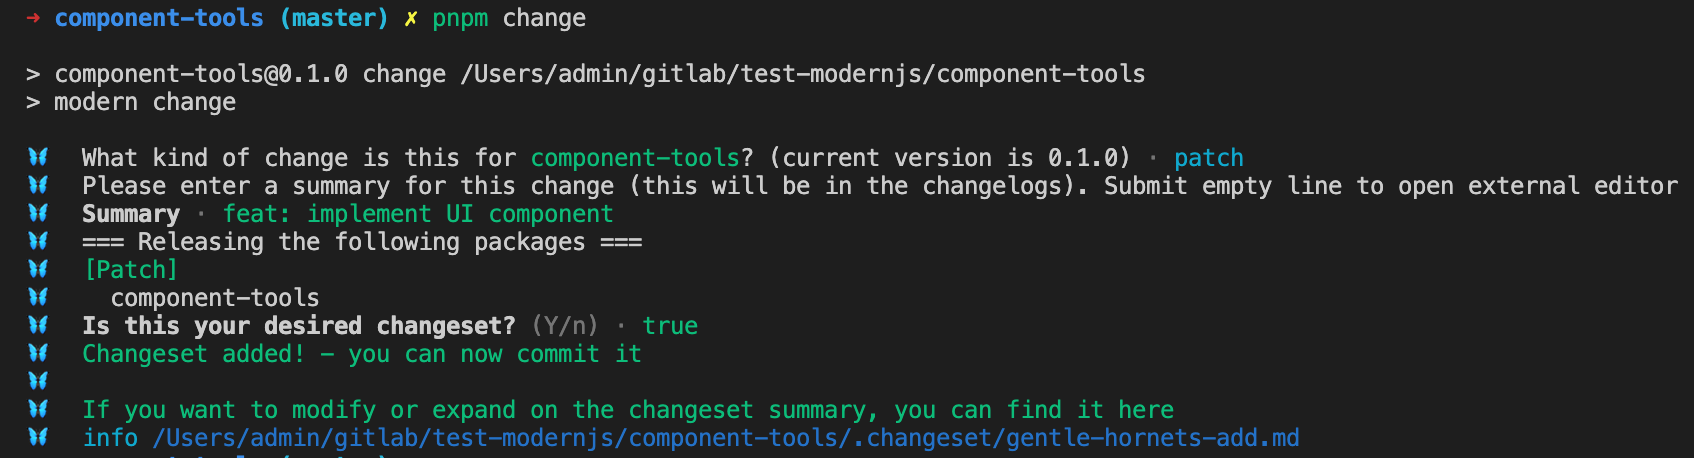 → component-tools (master) ✗ pnpm change
> component-tools@0.1.0 change /Users/admin/gitlab/test-modernjs/component-tools
> modern change
🦋 What kind of change is this for component-tools? (current version is 0.1.0) · patch
🦋 Please enter a summary for this change (this will be in the changelogs). Submit empty line to open external editor
🦋 Summary · feat: implement UI component
🦋 === Releasing the following packages ===
🦋 [Patch]
🦋   component-tools
🦋 Is this your desired changeset? (Y/n) · true
🦋 Changeset added! - you can now commit it
🦋
🦋 If you want to modify or expand on the changeset summary, you can find it here
🦋 info /Users/admin/gitlab/test-modernjs/component-tools/.changeset/gentle-hornets-add.md